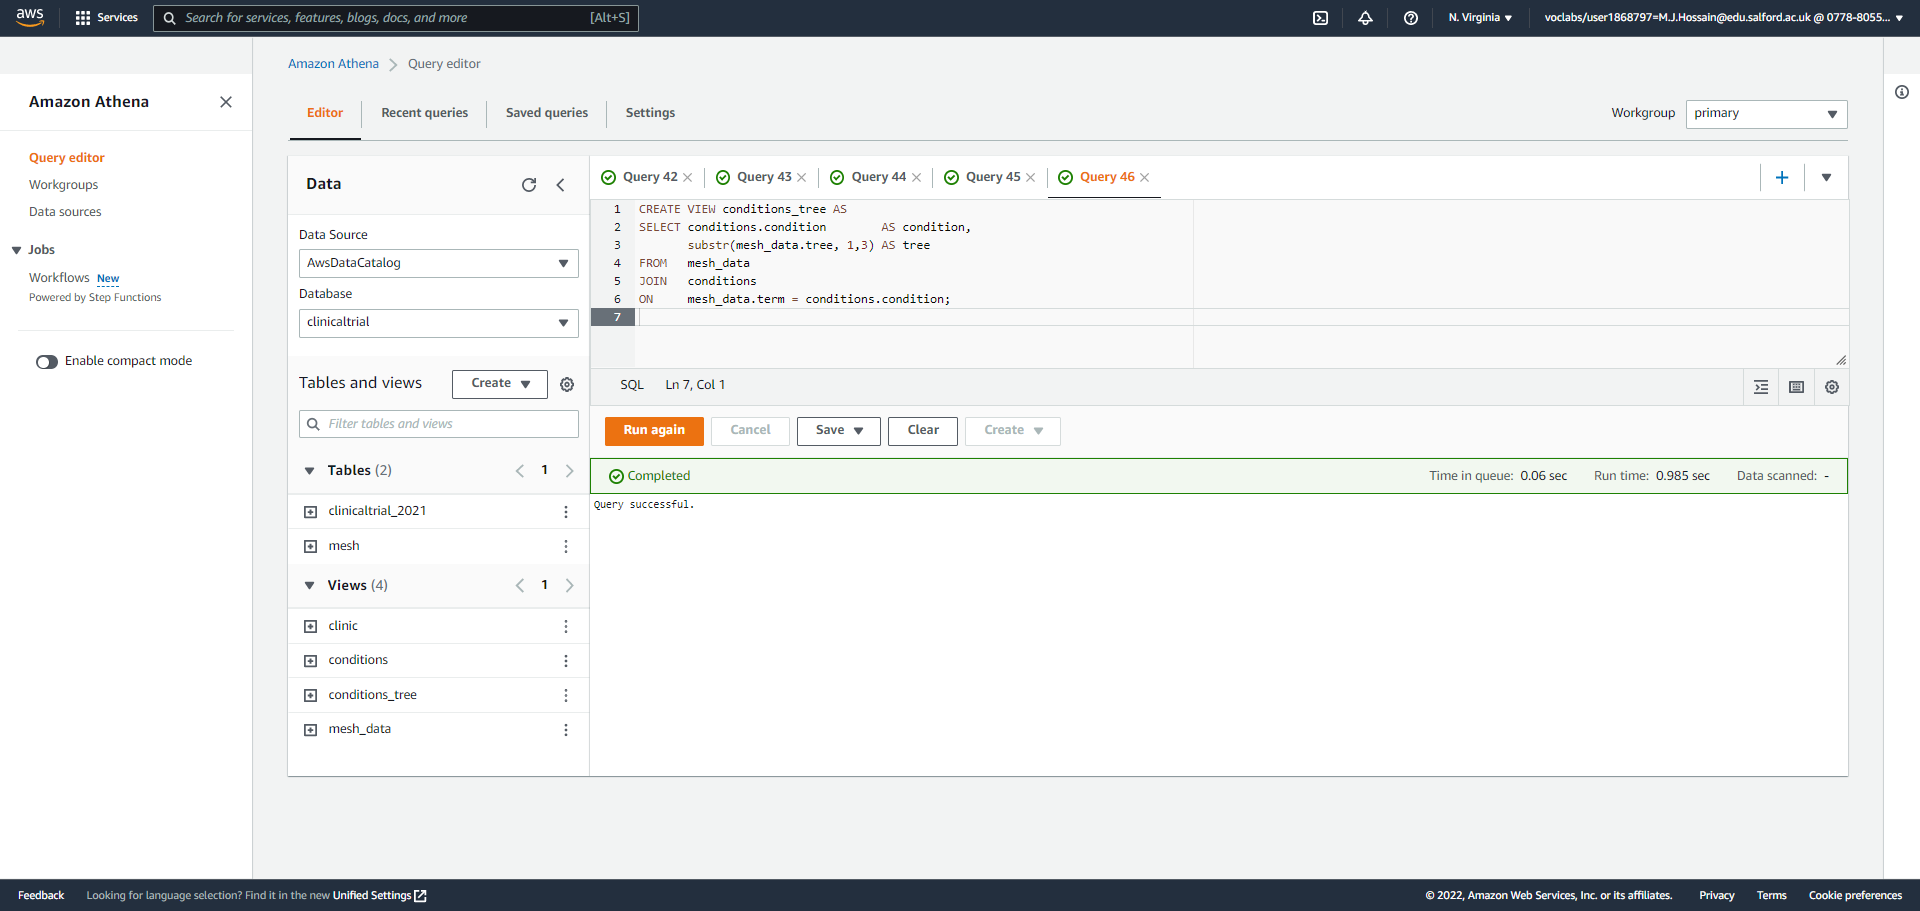 aws
Services
Search for services, features, blogs, docs, and more [Alt+S]
N. Virginia
voclabs/user1868797=M.J.Hossain@edu.salford.ac.uk @ 0778-8055...
Amazon Athena
Query editor
Workgroups
Data sources
Jobs
Workflows New
Powered by Step Functions
Enable compact mode
Amazon Athena > Query editor
Editor
Recent queries
Saved queries
Settings
Workgroup
primary
Data
Data Source
AwsDataCatalog
Database
clinicaltrial
Tables and views
Create
Filter tables and views
Tables (2)
1
clinicaltrial_2021
mesh
Views (4)
1
clinic
conditions
conditions_tree
mesh_data
Query 42
Query 43
Query 44
Query 45
Query 46
1 CREATE VIEW conditions_tree AS
2 SELECT conditions.condition AS condition,
3 substr(mesh_data.tree, 1,3) AS tree
4 FROM mesh_data
5 JOIN conditions
6 ON mesh_data.term = conditions.condition;
7
SQL Ln 7, Col 1
Run again
Cancel
Save
Clear
Create
Completed
Time in queue: 0.06 sec
Run time: 0.985 sec
Data scanned: -
Query successful.
Feedback
Looking for language selection? Find it in the new Unified Settings
© 2022, Amazon Web Services, Inc. or its affiliates.
Privacy
Terms
Cookie preferences